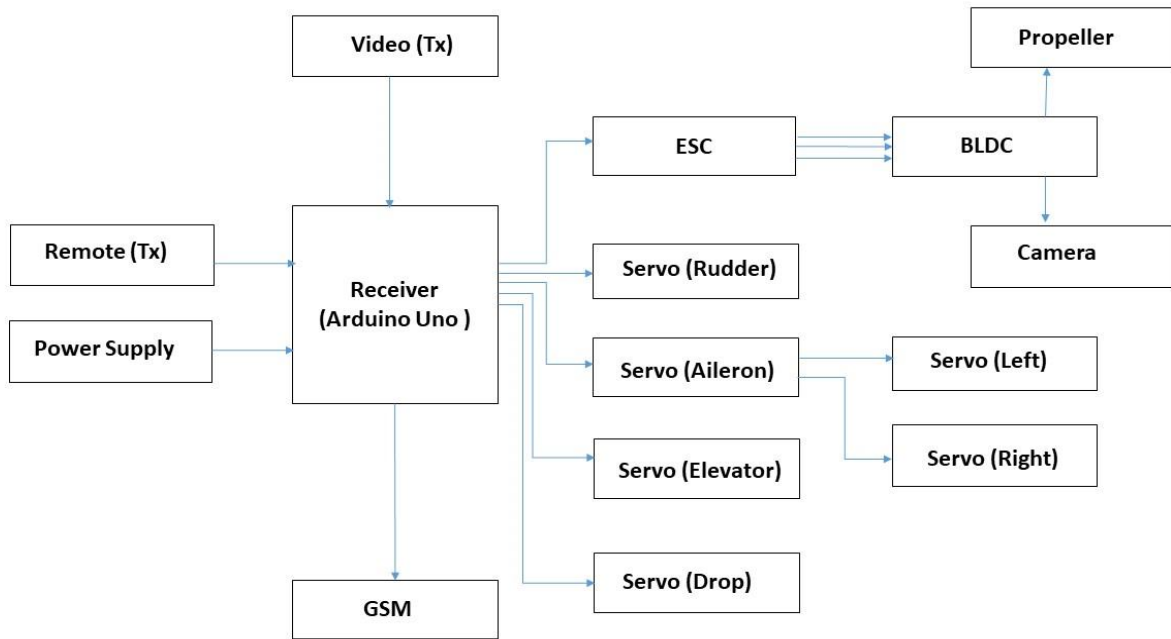 Video (Tx)
Propeller
ESC
BLDC
Remote (Tx)
Servo (Rudder)
Camera
Receiver
(Arduino Uno )
Power Supply
Servo (Aileron)
Servo (Left)
Servo (Elevator)
Servo (Right)
Servo (Drop)
GSM